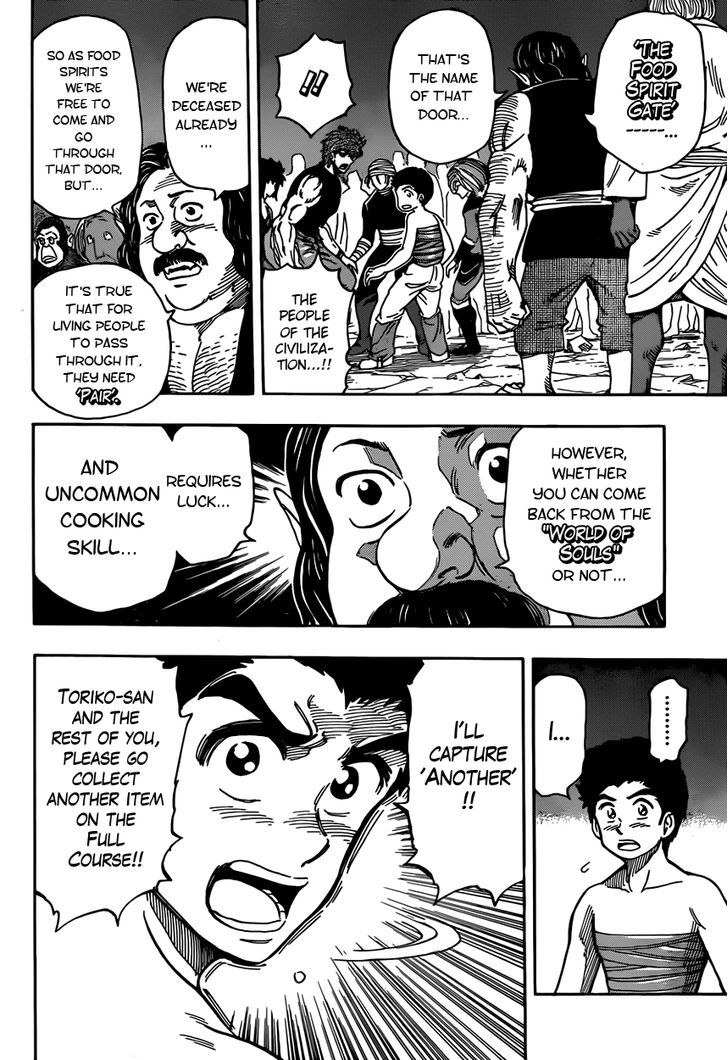 'THE
FOOD
SPIRIT
GATE'
-----...
THAT'S
THE NAME
OF THAT
DOOR...
!!
THE
PEOPLE
OF THE
CIVILIZA-
TION...!!
WE'RE
DECEASED
ALREADY
...
SO AS FOOD
SPIRITS
WE'RE
FREE TO
COME AND
GO
THROUGH
THAT DOOR,
BUT...
IT'S TRUE
THAT FOR
LIVING PEOPLE
TO PASS
THROUGH IT,
THEY NEED
'PAIR'.
HOWEVER,
WHETHER
YOU CAN COME
BACK FROM THE
"WORLD OF
SOULS"
OR NOT...
REQUIRES
LUCK...
AND
UNCOMMON
COOKING
SKILL...
.........
I...
I'LL
CAPTURE
'ANOTHER'
!!
TORIKO-SAN
AND THE
REST OF YOU,
PLEASE GO
COLLECT
ANOTHER ITEM
ON THE
FULL
COURSE!!